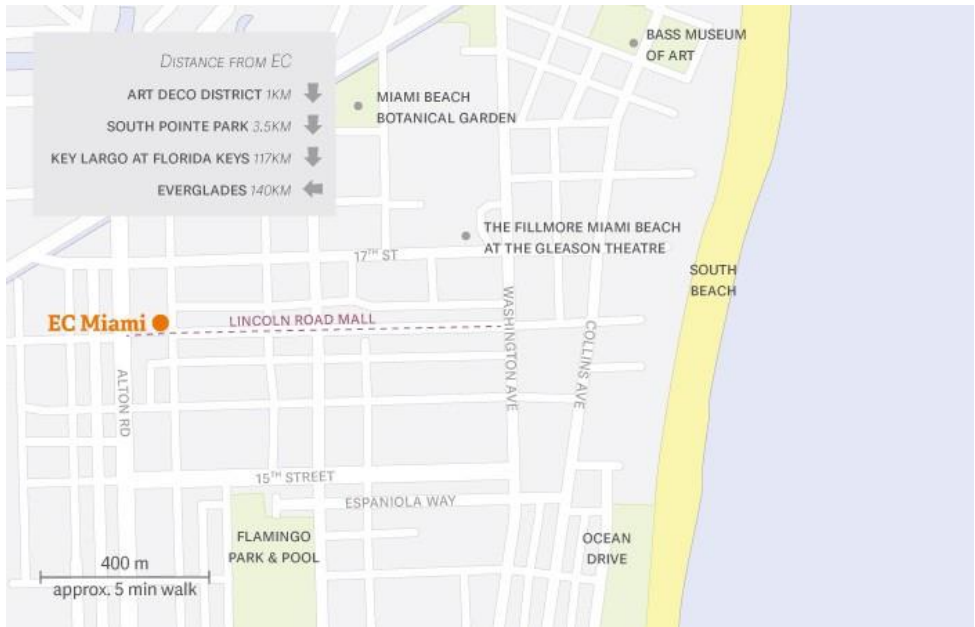 DISTANCE FROM EC
ART DECO DISTRICT 1KM
SOUTH POINTE PARK 3.5KM
KEY LARGO AT FLORIDA KEYS 117KM
EVERGLADES 140KM
BASS MUSEUM
OF ART
MIAMI BEACH
BOTANICAL GARDEN
THE FILLMORE MIAMI BEACH
AT THE GLEASON THEATRE
17TH ST
SOUTH
BEACH
EC Miami
LINCOLN ROAD MALL
WASHINGTON AVE
COLLINS AVE
ALTON RD
15TH STREET
ESPANIOLA WAY
FLAMINGO
PARK & POOL
OCEAN
DRIVE
400 m
approx. 5 min walk